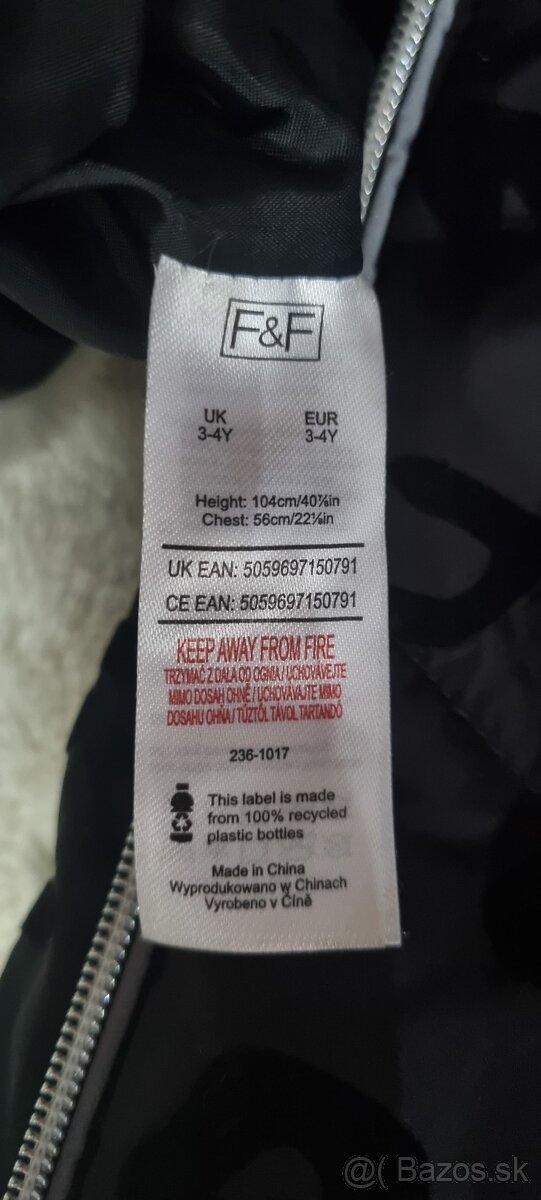 F&F
UK EUR
3-4Y 3-4Y
Height: 104cm/40⅞in
Chest: 56cm/22⅛in
UK EAN: 5059697150791
CE EAN: 5059697150791
KEEP AWAY FROM FIRE
TRZYMAĆ Z DALA OD OGNIA / UCHOVÁVEJTE
MIMO DOSAH OHNĚ / UCHOVÁVAJTE MIMO
DOSAHU OHŇA / TŰZTŐL TÁVOL TARTANDÓ
236-1017
This label is made
from 100% recycled
plastic bottles
Made in China
Wyprodukowano w Chinach
Vyrobeno v Číně
@( Bazos.sk